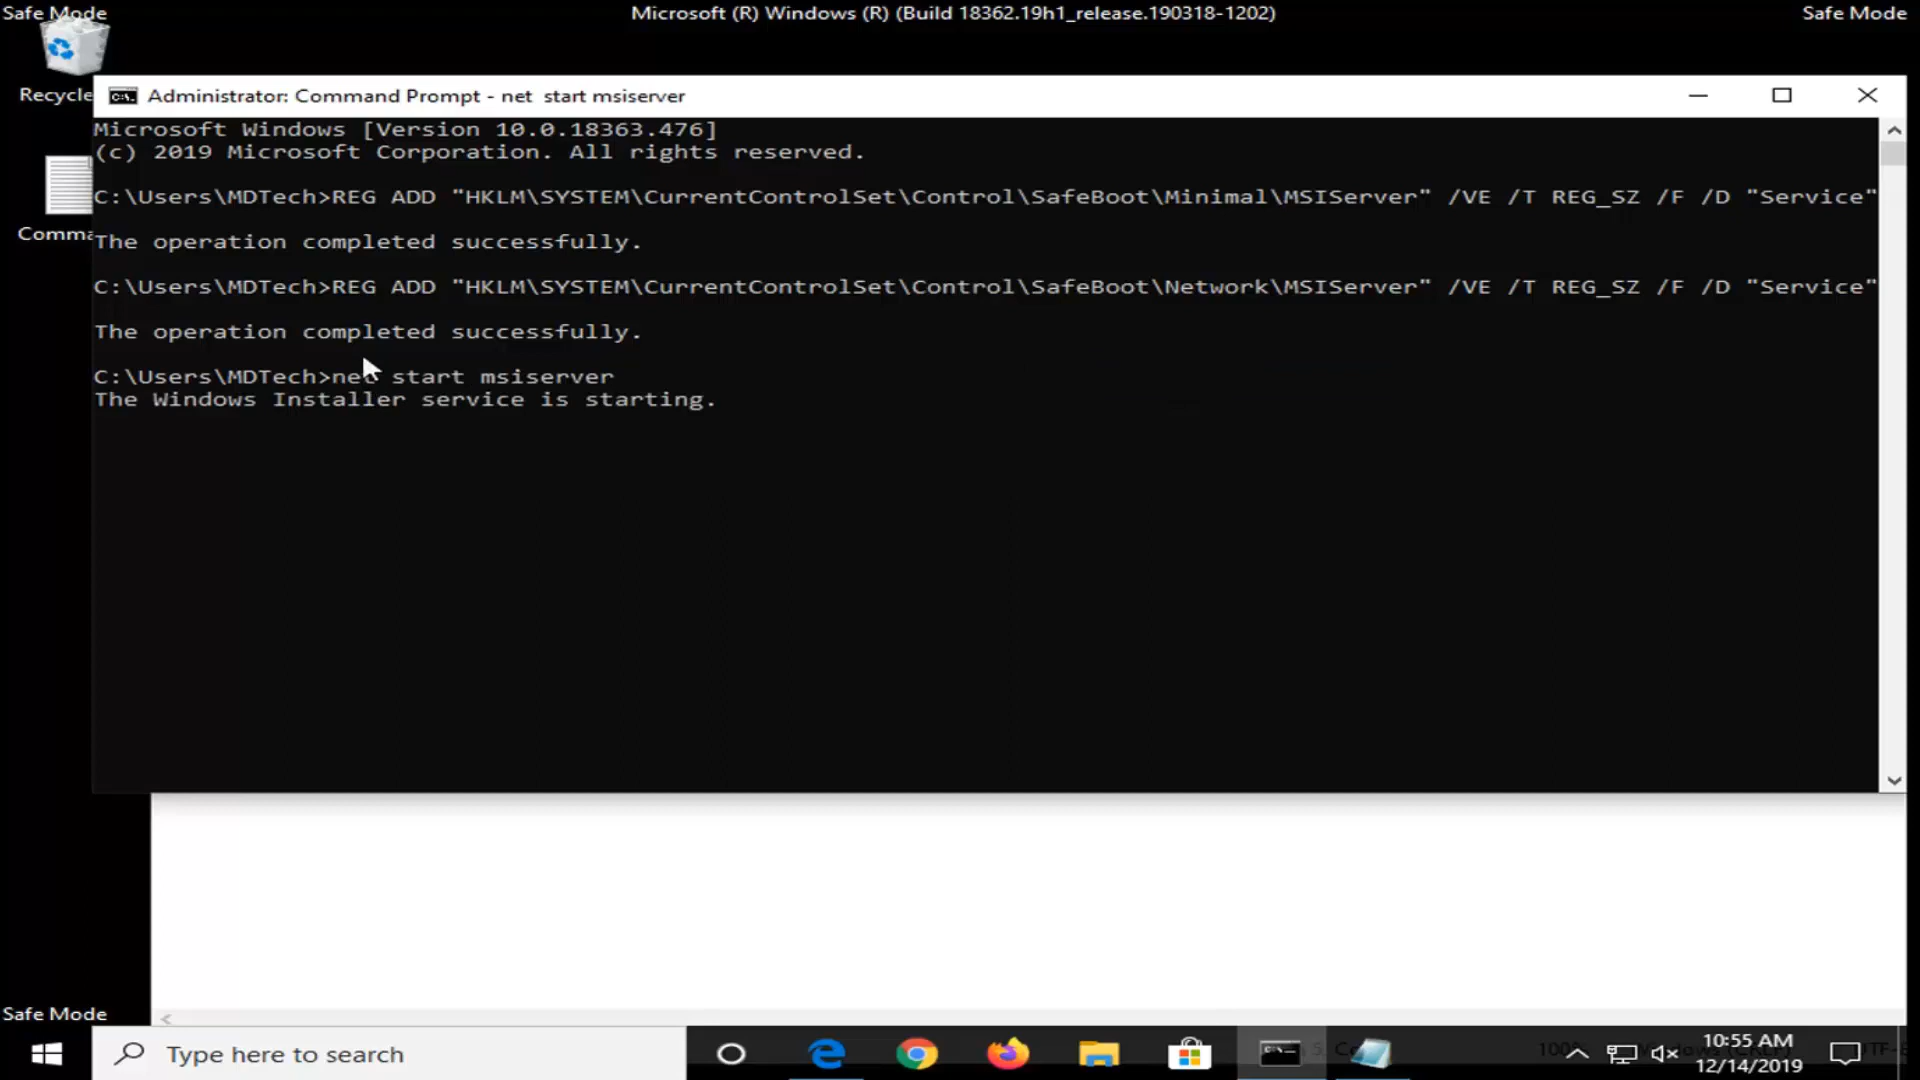 Safe Mode
Microsoft (R) Windows (R) (Build 18362.19h1_release.190318-1202)
Safe Mode
Recycle
Administrator: Command Prompt - net  start msiserver
Microsoft Windows [Version 10.0.18363.476]
(c) 2019 Microsoft Corporation. All rights reserved.
C:\Users\MDTech>REG ADD "HKLM\SYSTEM\CurrentControlSet\Control\SafeBoot\Minimal\MSIServer" /VE /T REG_SZ /F /D "Service"
Comma
The operation completed successfully.
C:\Users\MDTech>REG ADD "HKLM\SYSTEM\CurrentControlSet\Control\SafeBoot\Network\MSIServer" /VE /T REG_SZ /F /D "Service"
The operation completed successfully.
C:\Users\MDTech>net start msiserver
The Windows Installer service is starting.
Safe Mode
Type here to search
10:55 AM
12/14/2019